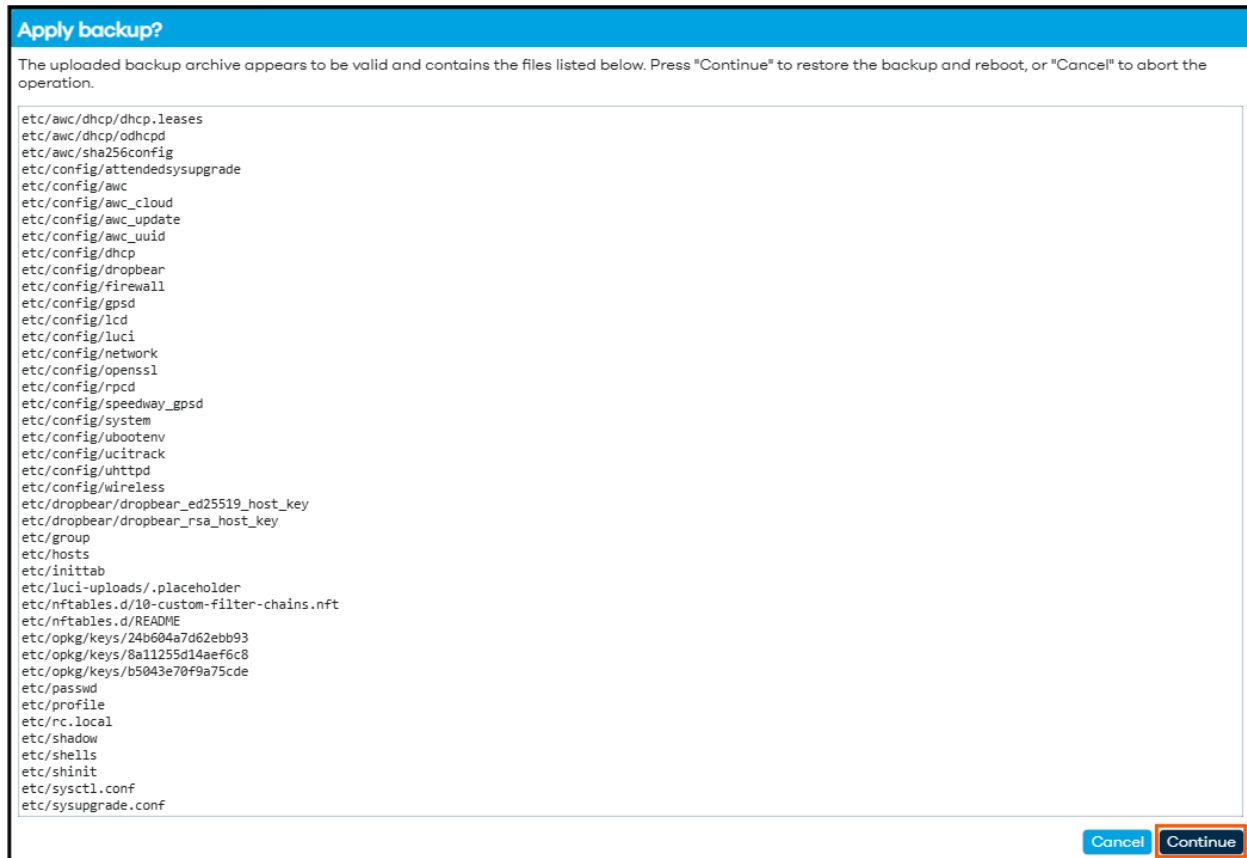 Apply backup?
The uploaded backup archive appears to be valid and contains the files listed below. Press "Continue" to restore the backup and reboot, or "Cancel" to abort the
operation.
etc/awc/dhcp/dhcp.leases
etc/awc/dhcp/odhcpd
etc/awc/sha256config
etc/config/attendedsysupgrade
etc/config/awc
etc/config/awc_cloud
etc/config/awc_update
etc/config/awc_uuid
etc/config/dhcp
etc/config/dropbear
etc/config/firewall
etc/config/gpsd
etc/config/lcd
etc/config/luci
etc/config/network
etc/config/openssl
etc/config/rpcd
etc/config/speedway_gpsd
etc/config/system
etc/config/ubootenv
etc/config/ucitrack
etc/config/uhttpd
etc/config/wireless
etc/dropbear/dropbear_ed25519_host_key
etc/dropbear/dropbear_rsa_host_key
etc/group
etc/hosts
etc/inittab
etc/luci-uploads/.placeholder
etc/nftables.d/10-custom-filter-chains.nft
etc/nftables.d/README
etc/opkg/keys/24b604a7d62ebb93
etc/opkg/keys/8a11255d14aef6c8
etc/opkg/keys/b5043e70f9a75cde
etc/passwd
etc/profile
etc/rc.local
etc/shadow
etc/shells
etc/shinit
etc/sysctl.conf
etc/sysupgrade.conf
Cancel Continue